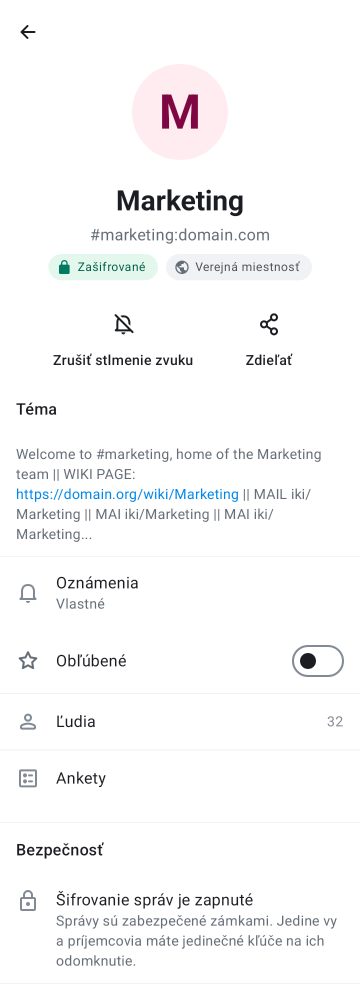 M
Marketing
#marketing:domain.com
Zašifrované
Verejná miestnosť
Zrušiť stlmenie zvuku
Zdieľať
Téma
Welcome to #marketing, home of the Marketing
team || WIKI PAGE:
https://domain.org/wiki/Marketing || MAIL iki/
Marketing || MAI iki/Marketing || MAI iki/
Marketing...
Oznámenia
Vlastné
Obľúbené
Ľudia
32
Ankety
Bezpečnosť
Šifrovanie správ je zapnuté
Správy sú zabezpečené zámkami. Jedine vy
a príjemcovia máte jedinečné kľúče na ich
odomknutie.